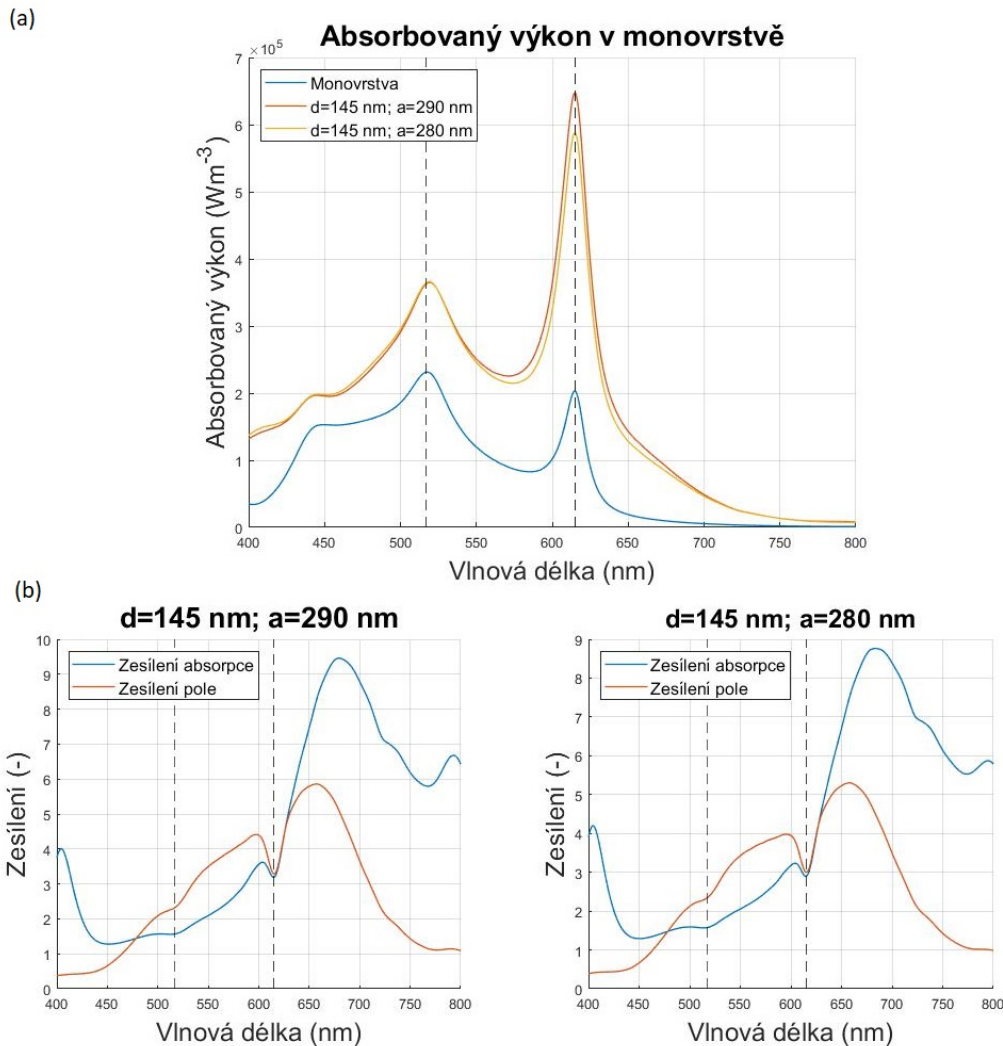 (a)
Absorbovaný výkon v monovrstvě
×10⁵
Absorbovaný výkon (Wm⁻³)
7
6
5
4
3
2
1
0
Monovrstva
d=145 nm; a=290 nm
d=145 nm; a=280 nm
400 450 500 550 600 650 700 750 800
Vlnová délka (nm)
(b)
d=145 nm; a=290 nm
Zesílení (-)
10
9
8
7
6
5
4
3
2
1
0
Zesílení absorpce
Zesílení pole
400 450 500 550 600 650 700 750 800
Vlnová délka (nm)
d=145 nm; a=280 nm
Zesílení (-)
9
8
7
6
5
4
3
2
1
0
Zesílení absorpce
Zesílení pole
400 450 500 550 600 650 700 750 800
Vlnová délka (nm)